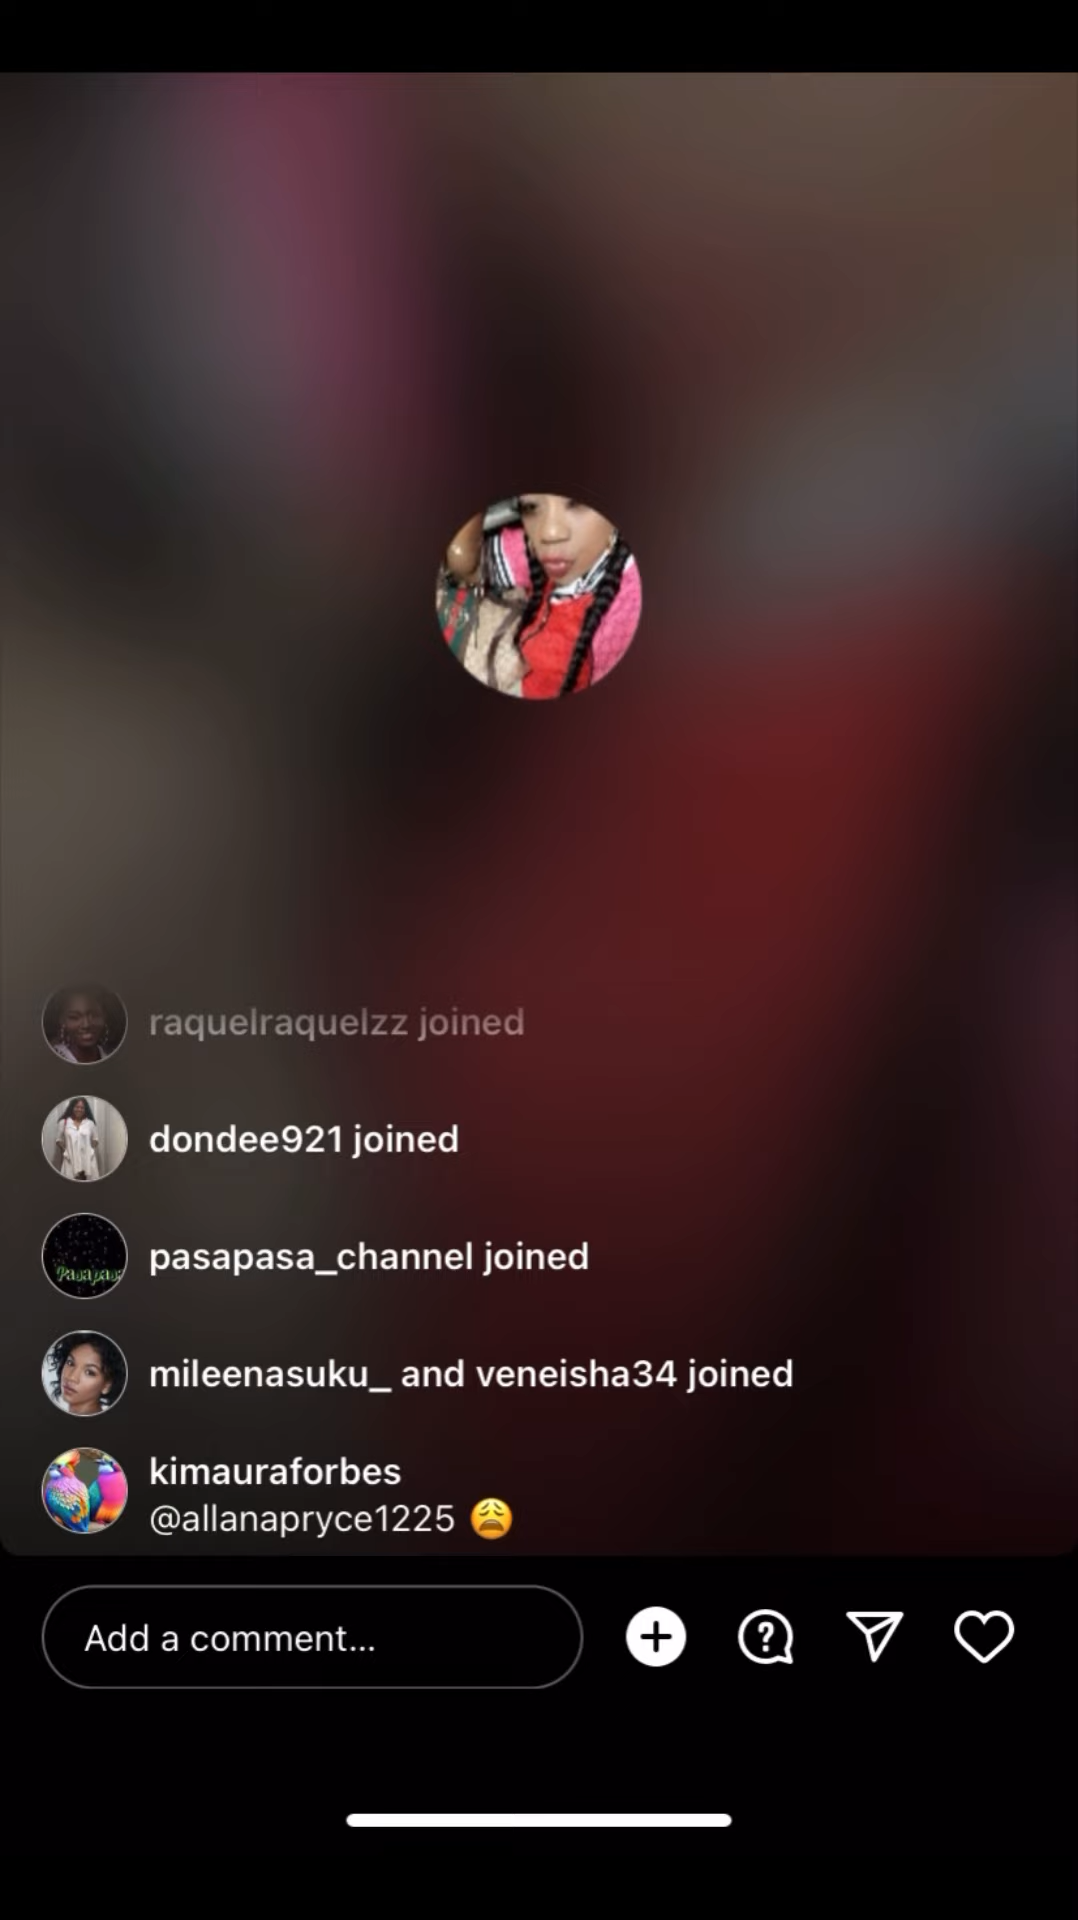 raquelraquelzz joined
dondee921 joined
pasapasa_channel joined
mileenasuku_ and veneisha34 joined
kimauraforbes
@allanapryce1225 😩
Add a comment...